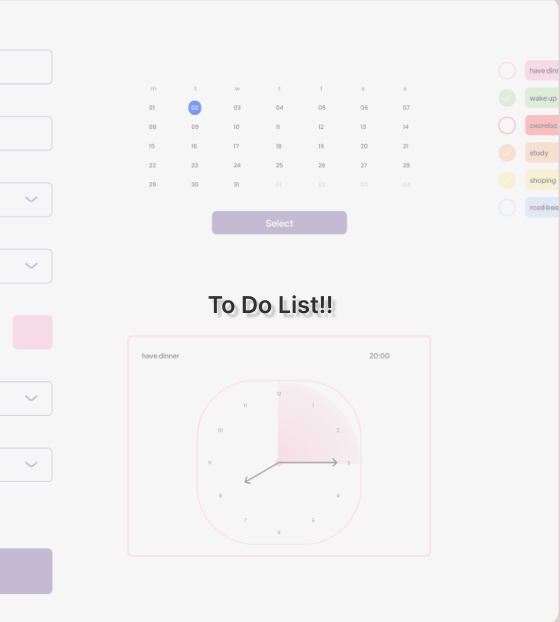 m t w t f s s
01 02 03 04 05 06 07
08 09 10 11 12 13 14
15 16 17 18 19 20 21
22 23 24 25 26 27 28
29 30 31 01 02 03 04
Select
have dinn
wake up
study
shoping
To Do List!!
have dinner 20:00
12
11 1
10 2
9 3
8 4
7 5
6